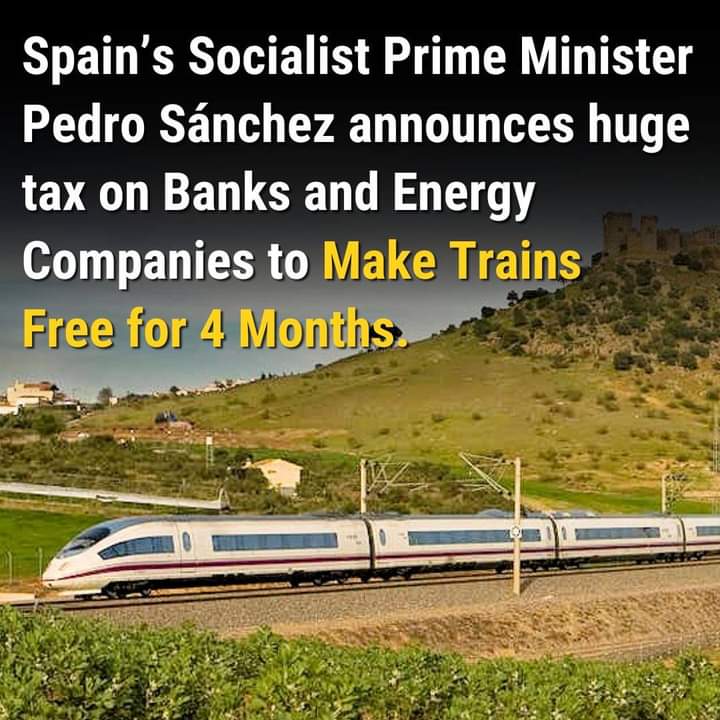 Spain’s Socialist Prime Minister
Pedro Sánchez announces huge
tax on Banks and Energy
Companies to Make Trains
Free for 4 Months.